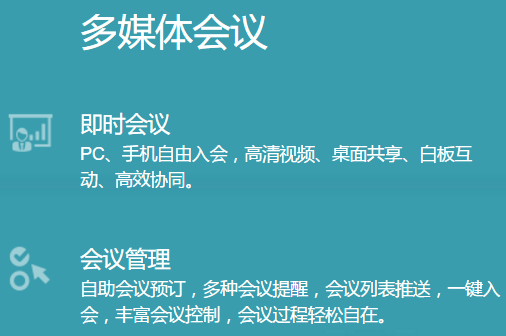 多媒体会议
即时会议
PC、手机自由入会，高清视频、桌面共享、白板互
动、高效协同。
会议管理
自助会议预订，多种会议提醒，会议列表推送，一键入
会，丰富会议控制，会议过程轻松自在。